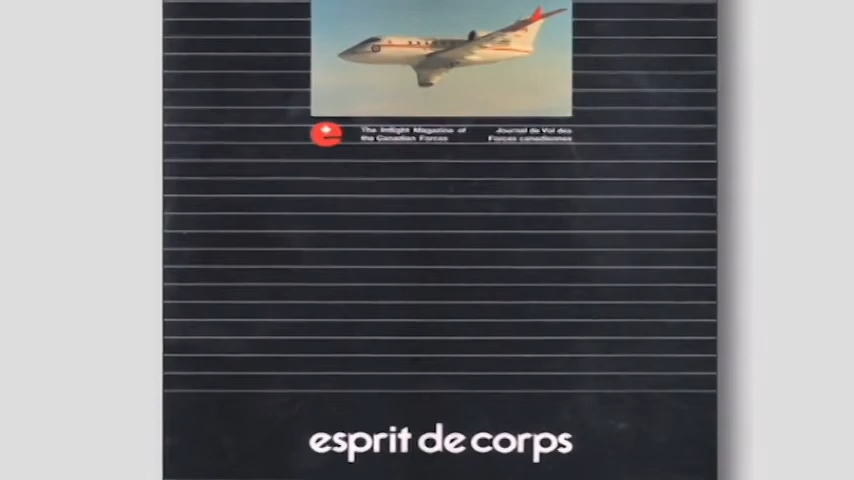 The Inflight Magazine of
the Canadian Forces
Journal de Vol des
Forces canadiennes
esprit de corps